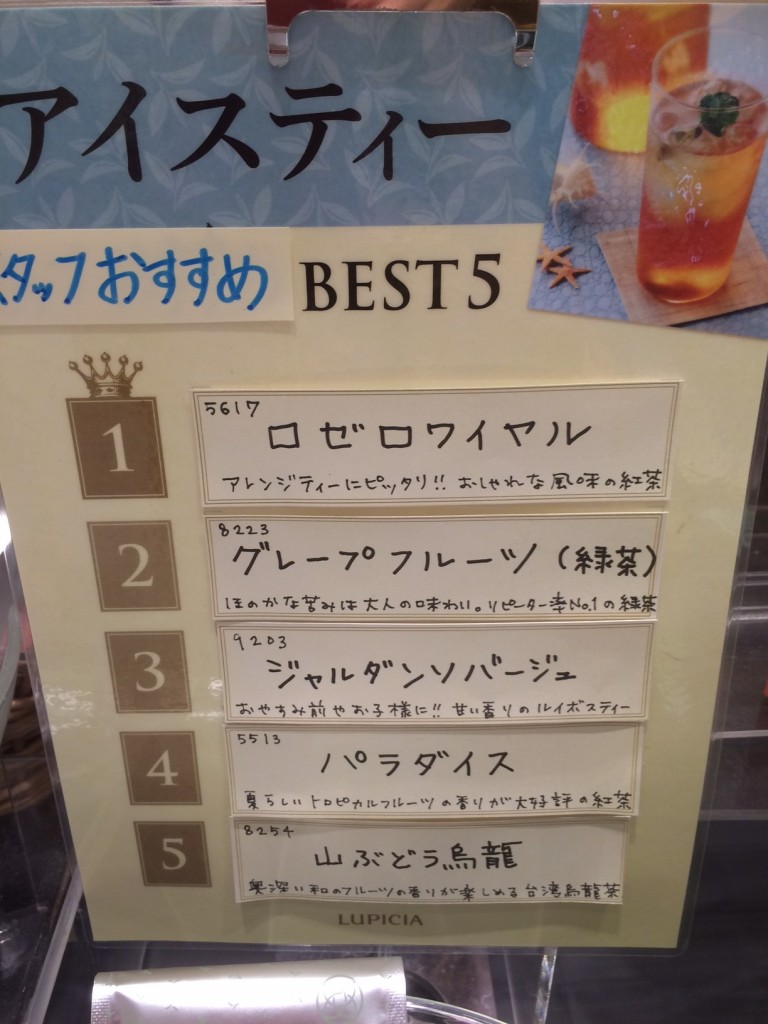 アイスティー
スタッフおすすめ BEST5
1
5617
ロゼロワイヤル
アレンジティーにピッタリ!! おしゃれな風味の紅茶
2
8223
グレープフルーツ（緑茶）
ほのかな苦みは大人の味わい。リピーター率No.1の緑茶
3
9203
ジャルダンソバージュ
おやすみ前やお子様に!! 甘い香りのルイボスティー
4
5513
パラダイス
夏らしいトロピカルフルーツの香りが大好評の紅茶
5
8254
山ぶどう烏龍
奥深い和のフルーツの香りが楽しめる台湾烏龍茶
LUPICIA